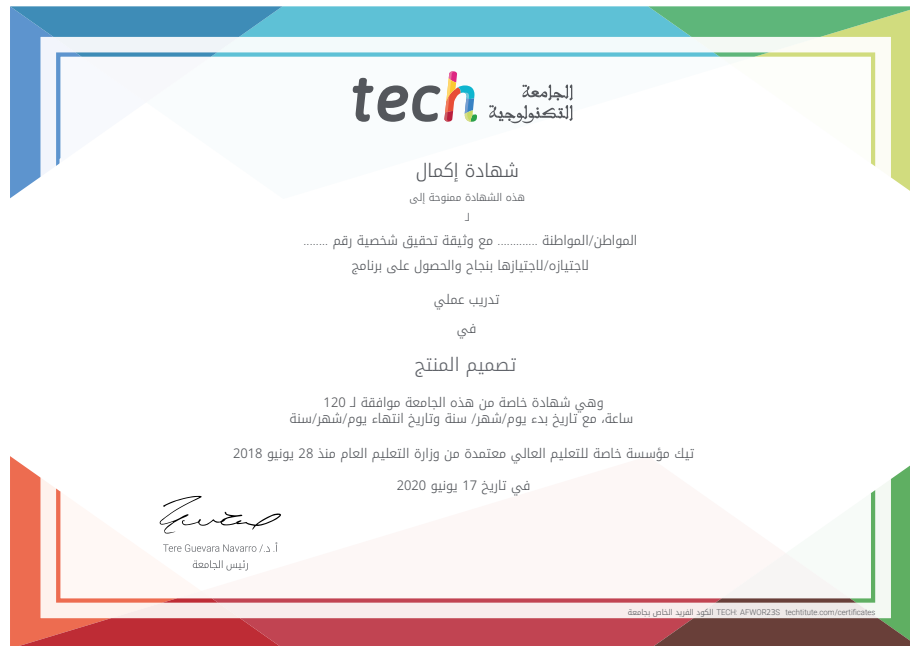 tech
الجامعة
التكنولوجية
شهادة إكمال
هذه الشهادة ممنوحة إلى
لـ
المواطن/المواطنة ............ مع وثيقة تحقيق شخصية رقم ........
لاجتيازه/لاجتيازها بنجاح والحصول على برنامج
تدريب عملي
في
تصميم المنتج
وهي شهادة خاصة من هذه الجامعة موافقة لـ 120
ساعة، مع تاريخ بدء يوم/شهر/ سنة وتاريخ انتهاء يوم/شهر/سنة
تيك مؤسسة خاصة للتعليم العالي معتمدة من وزارة التعليم العام منذ 28 يونيو 2018
في تاريخ 17 يونيو 2020
أ. د./ Tere Guevara Navarro
رئيس الجامعة
الكود الفريد الخاص بجامعة TECH: AFWOR23S techtitute.com/certificates